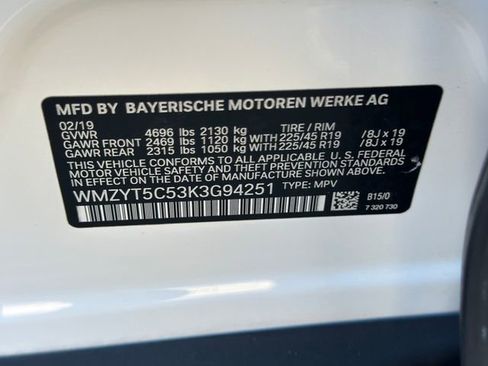 MFD BY BAYERISCHE MOTOREN WERKE AG
02/19
GVWR 4696 lbs 2130 kg TIRE / RIM
GAWR FRONT 2469 lbs 1120 kg WITH 225/45 R19 /8J x 19
GAWR REAR 2315 lbs 1050 kg WITH 225/45 R19 /8J x 19
THIS VEHICLE CONFORMS TO ALL APPLICABLE U.S. FEDERAL
MOTOR VEHICLE SAFETY STANDARDS IN EFFECT ON THE DATE OF
MANUFACTURE SHOWN ABOVE.
WMZYT5C53K3G94251 TYPE: MPV B15/0
7 320 730